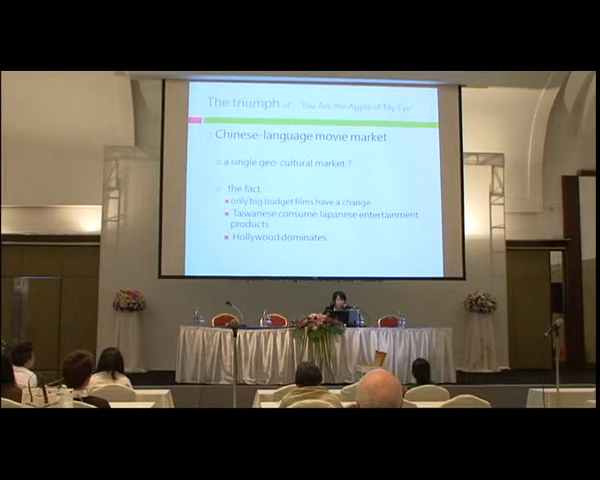 The triumph of 'You Are the Apple of My Eye'
Chinese-language movie market
a single geo-cultural market ?
the fact
only big budget films have a change
Taiwanese consume Japanese entertainment
products
Hollywood dominates